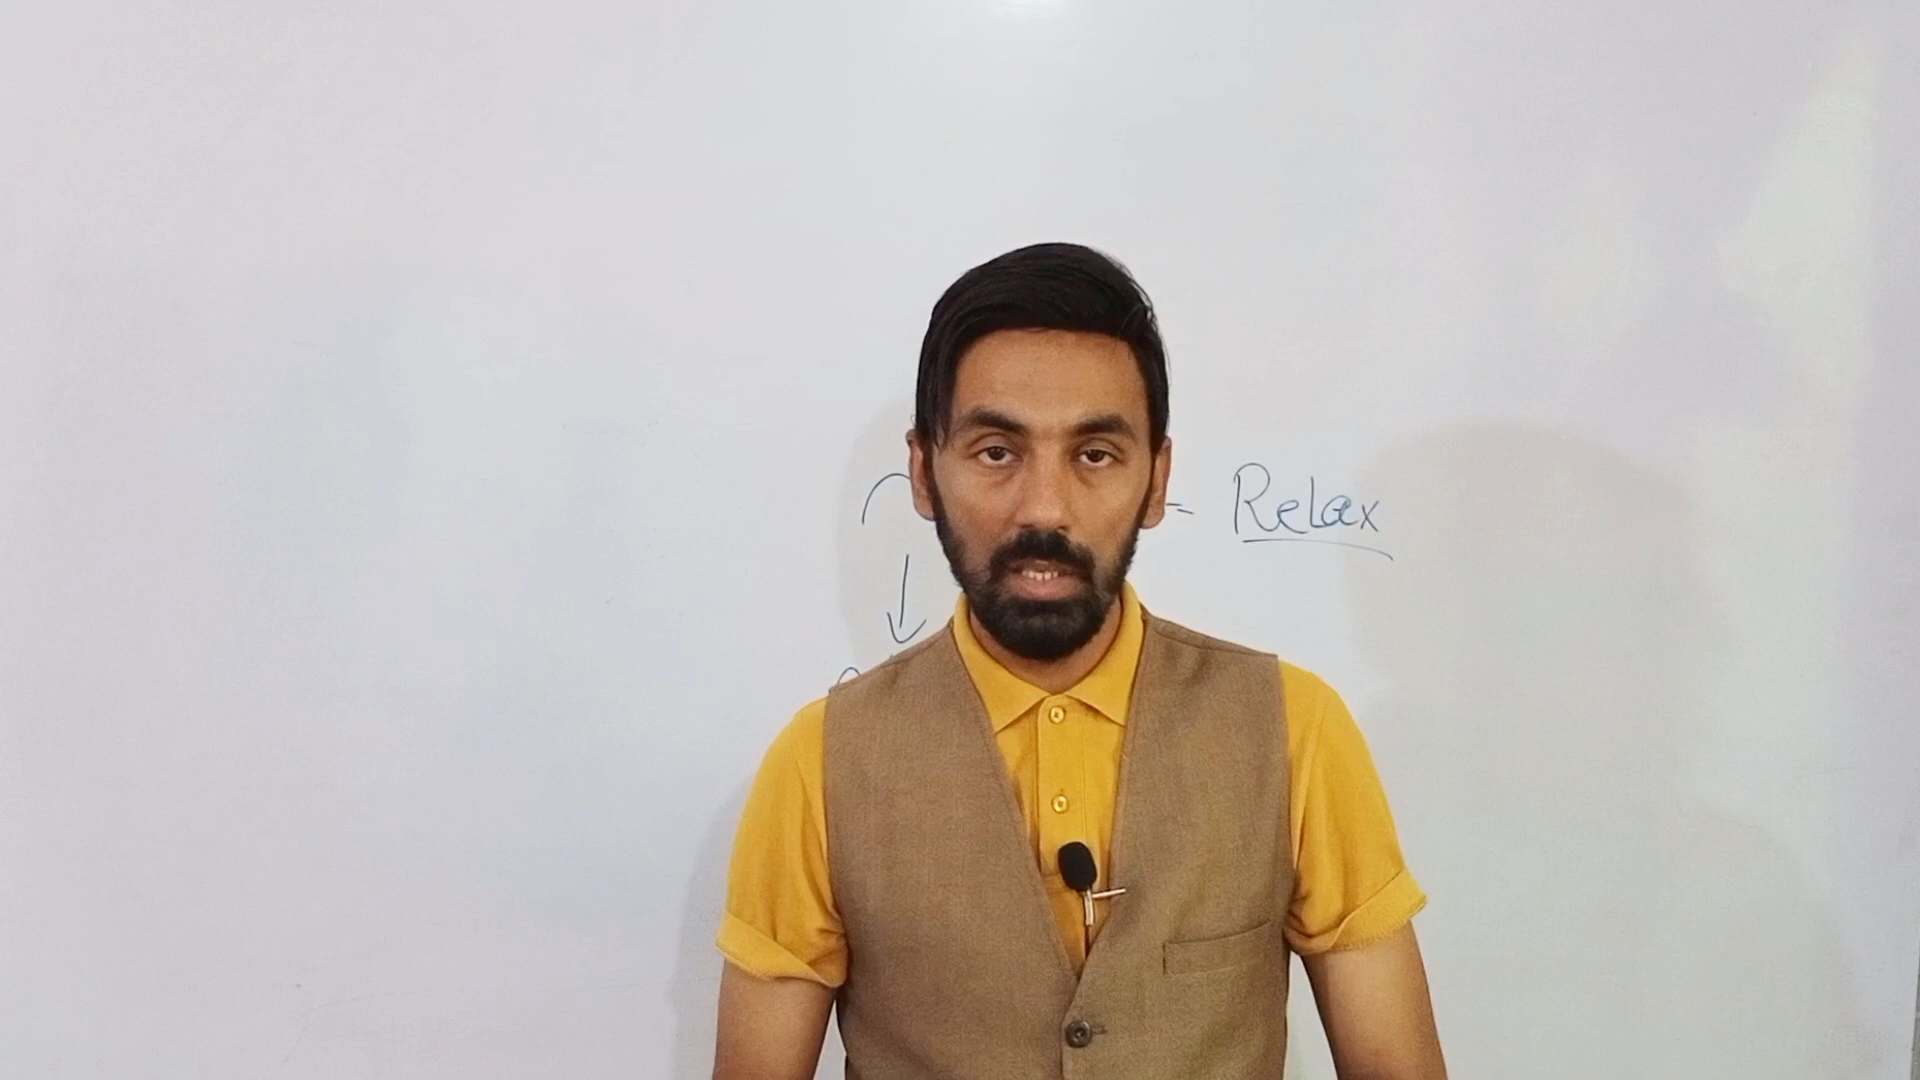 = Relax